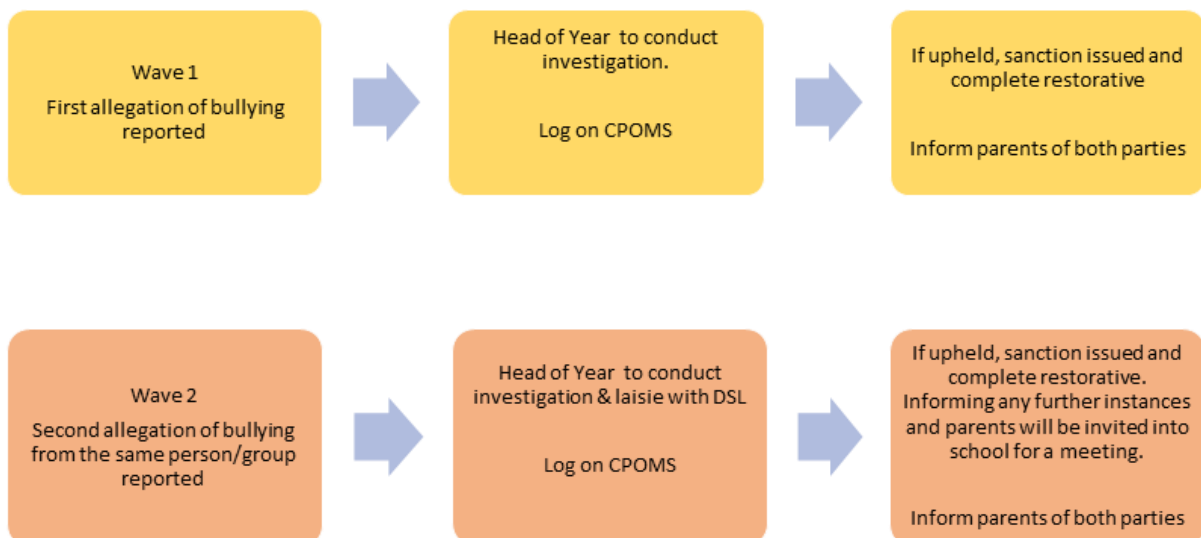 Wave 1
First allegation of bullying
reported
Head of Year to conduct
investigation.
Log on CPOMS
If upheld, sanction issued and
complete restorative
Inform parents of both parties
Wave 2
Second allegation of bullying
from the same person/group
reported
Head of Year to conduct
investigation & laisie with DSL
Log on CPOMS
If upheld, sanction issued and
complete restorative.
Informing any further instances
and parents will be invited into
school for a meeting.
Inform parents of both parties